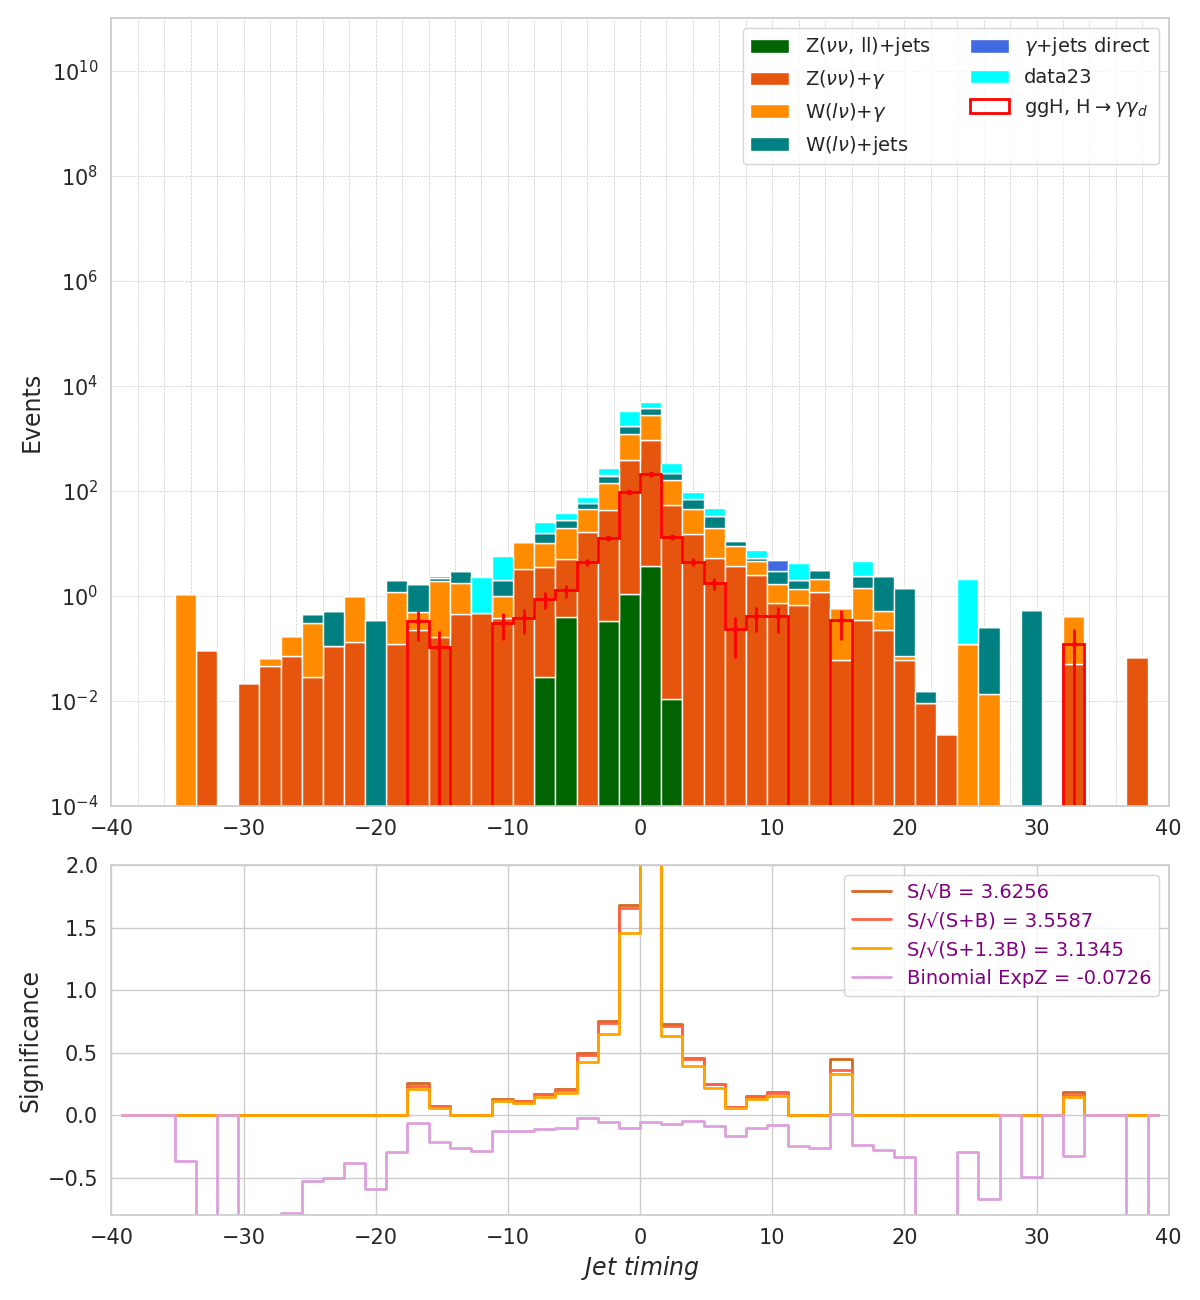 Z(νν, ll)+jets
Z(νν)+γ
W(lν)+γ
W(lν)+jets
γ+jets direct
data23
ggH, H→γγ_d
Events
10^10
10^8
10^6
10^4
10^2
10^0
10^−2
10^−4
−40 −30 −20 −10 0 10 20 30 40
S/√B = 3.6256
S/√(S+B) = 3.5587
S/√(S+1.3B) = 3.1345
Binomial ExpZ = -0.0726
Significance
2.0
1.5
1.0
0.5
0.0
−0.5
−40 −30 −20 −10 0 10 20 30 40
Jet timing